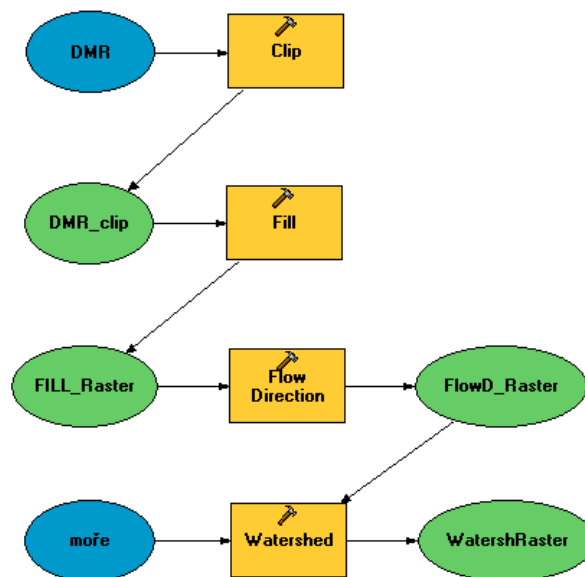 DMR
Clip
DMR_clip
Fill
FILL_Raster
Flow
Direction
FlowD_Raster
moře
Watershed
WatershRaster